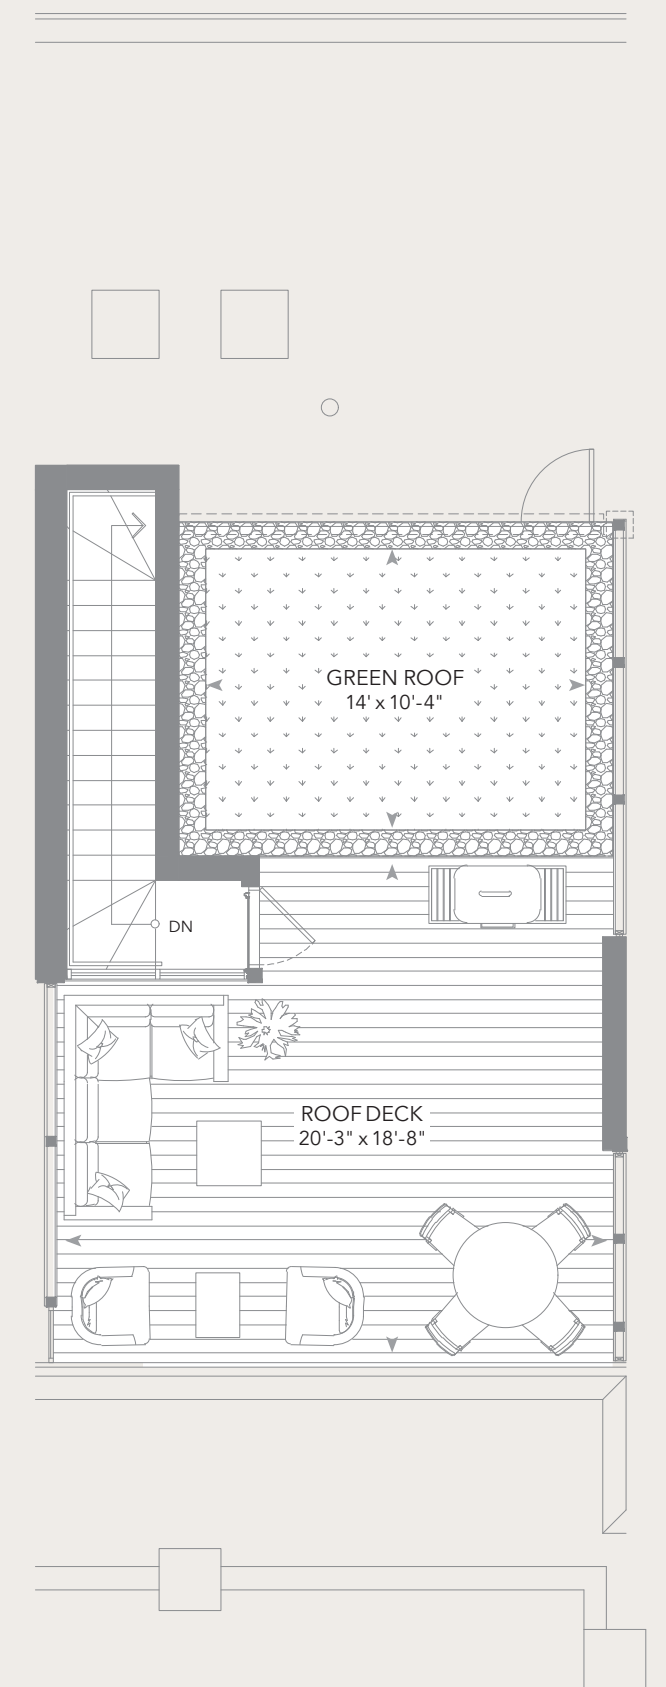 GREEN ROOF
14' x 10'-4"
DN
ROOF DECK
20'-3" x 18'-8"